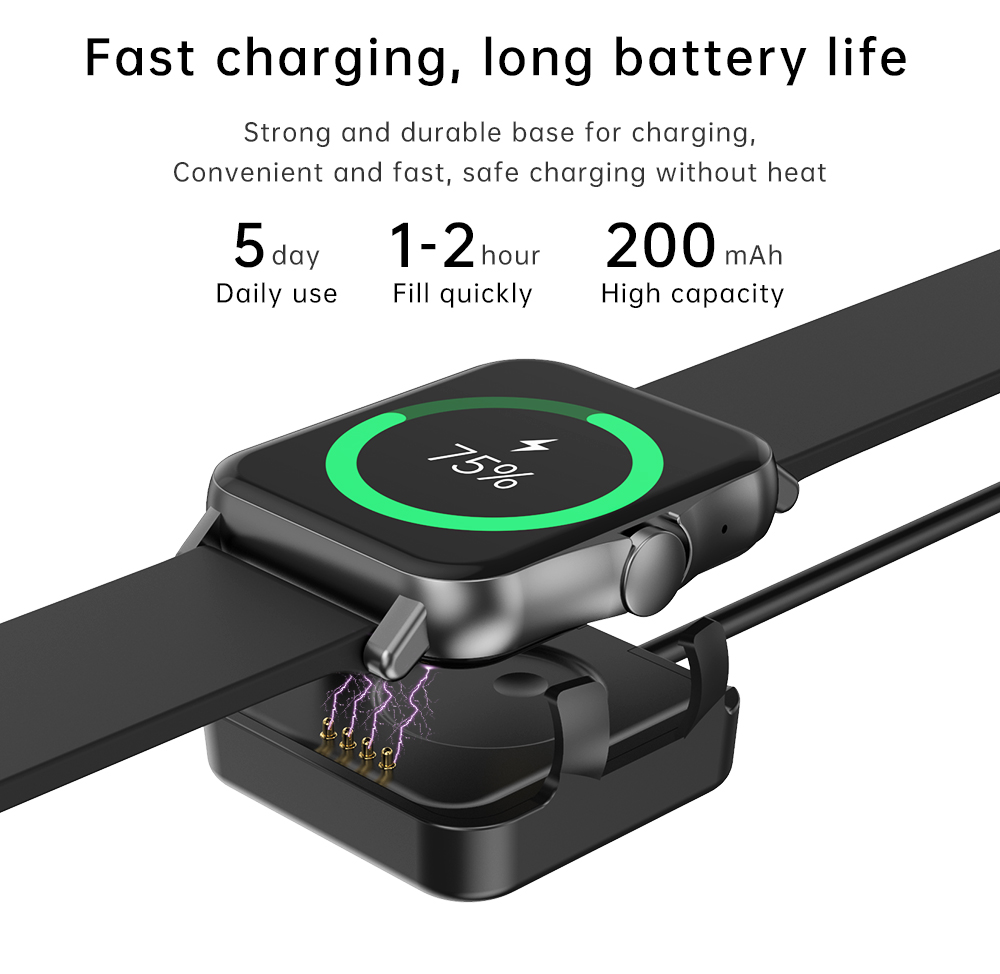 Fast charging, long battery life
Strong and durable base for charging,
Convenient and fast, safe charging without heat
5 day 1-2 hour 200 mAh
Daily use Fill quickly High capacity
75%